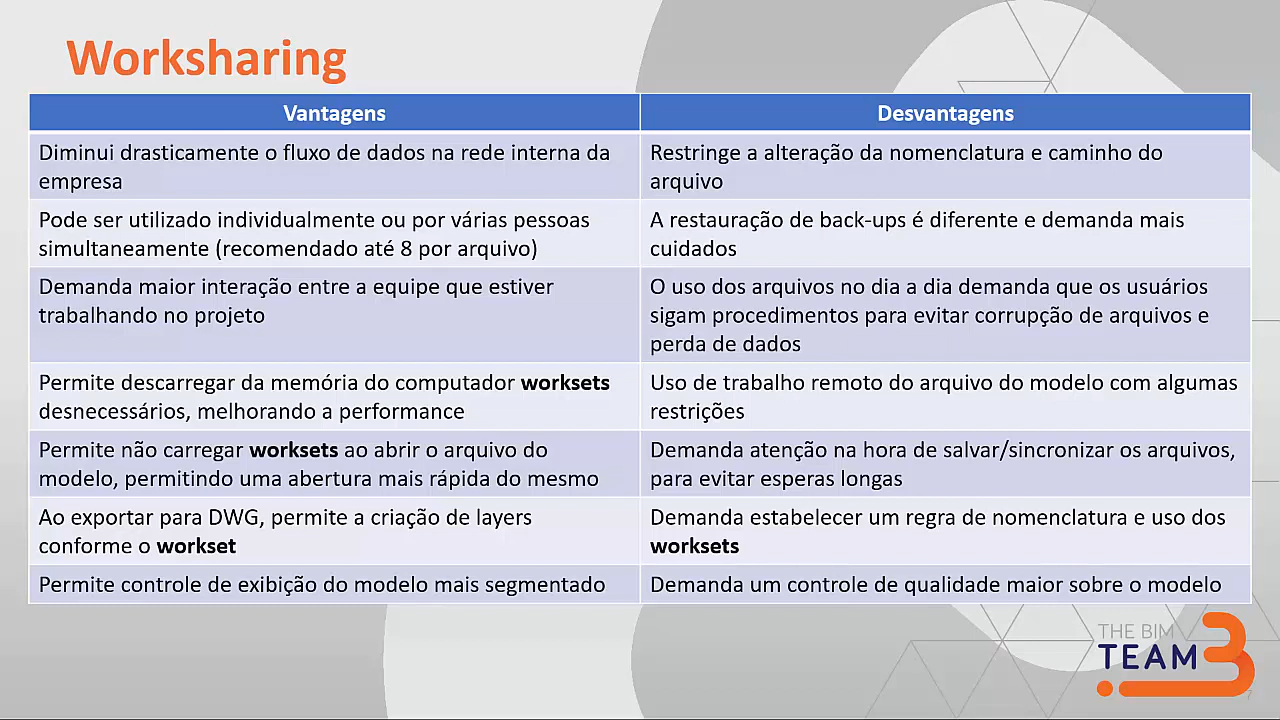 Worksharing
Vantagens
Desvantagens
Diminui drasticamente o fluxo de dados na rede interna da
empresa
Restringe a alteração da nomenclatura e caminho do
arquivo
Pode ser utilizado individualmente ou por várias pessoas
simultaneamente (recomendado até 8 por arquivo)
A restauração de back-ups é diferente e demanda mais
cuidados
Demanda maior interação entre a equipe que estiver
trabalhando no projeto
O uso dos arquivos no dia a dia demanda que os usuários
sigam procedimentos para evitar corrupção de arquivos e
perda de dados
Permite descarregar da memória do computador worksets
desnecessários, melhorando a performance
Uso de trabalho remoto do arquivo do modelo com algumas
restrições
Permite não carregar worksets ao abrir o arquivo do
modelo, permitindo uma abertura mais rápida do mesmo
Demanda atenção na hora de salvar/sincronizar os arquivos,
para evitar esperas longas
Ao exportar para DWG, permite a criação de layers
conforme o workset
Demanda estabelecer um regra de nomenclatura e uso dos
worksets
Permite controle de exibição do modelo mais segmentado
Demanda um controle de qualidade maior sobre o modelo
THE BIM
TEAM
7